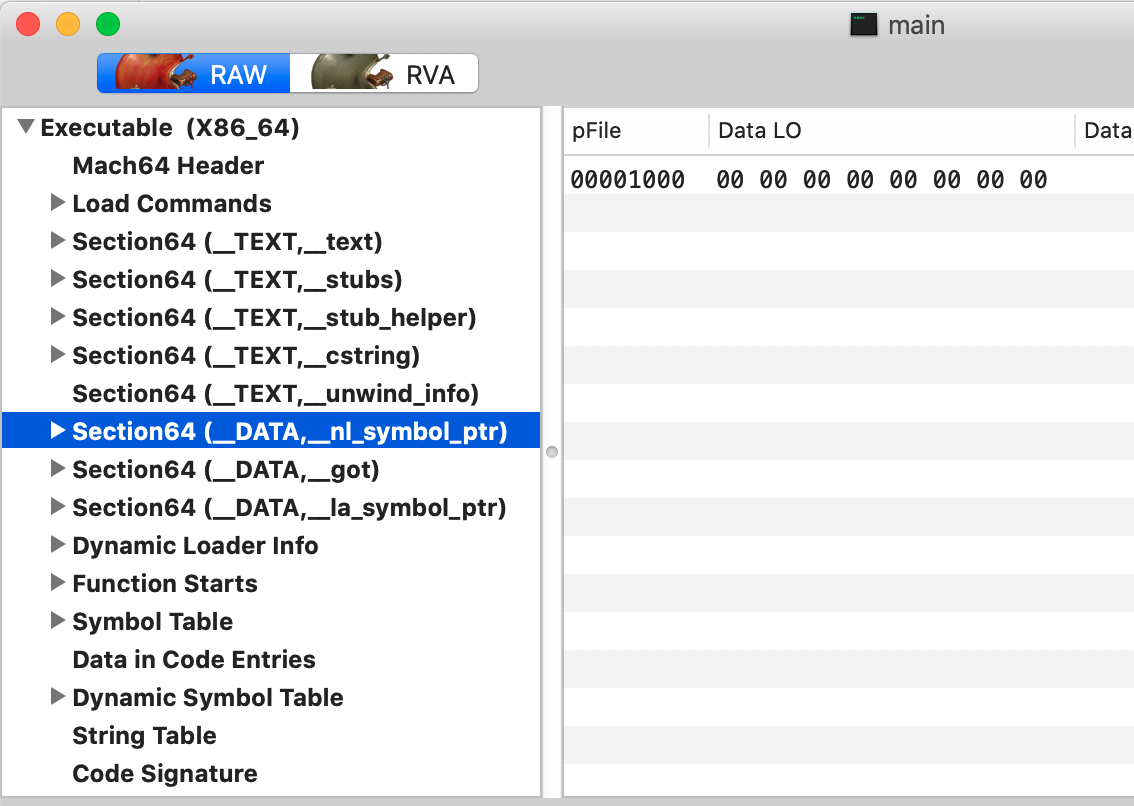 main
RAW RVA
Executable (X86_64)
Mach64 Header
Load Commands
Section64 (__TEXT,__text)
Section64 (__TEXT,__stubs)
Section64 (__TEXT,__stub_helper)
Section64 (__TEXT,__cstring)
Section64 (__TEXT,__unwind_info)
Section64 (__DATA,__nl_symbol_ptr)
Section64 (__DATA,__got)
Section64 (__DATA,__la_symbol_ptr)
Dynamic Loader Info
Function Starts
Symbol Table
Data in Code Entries
Dynamic Symbol Table
String Table
Code Signature
pFile Data LO Data
00001000 00 00 00 00 00 00 00 00